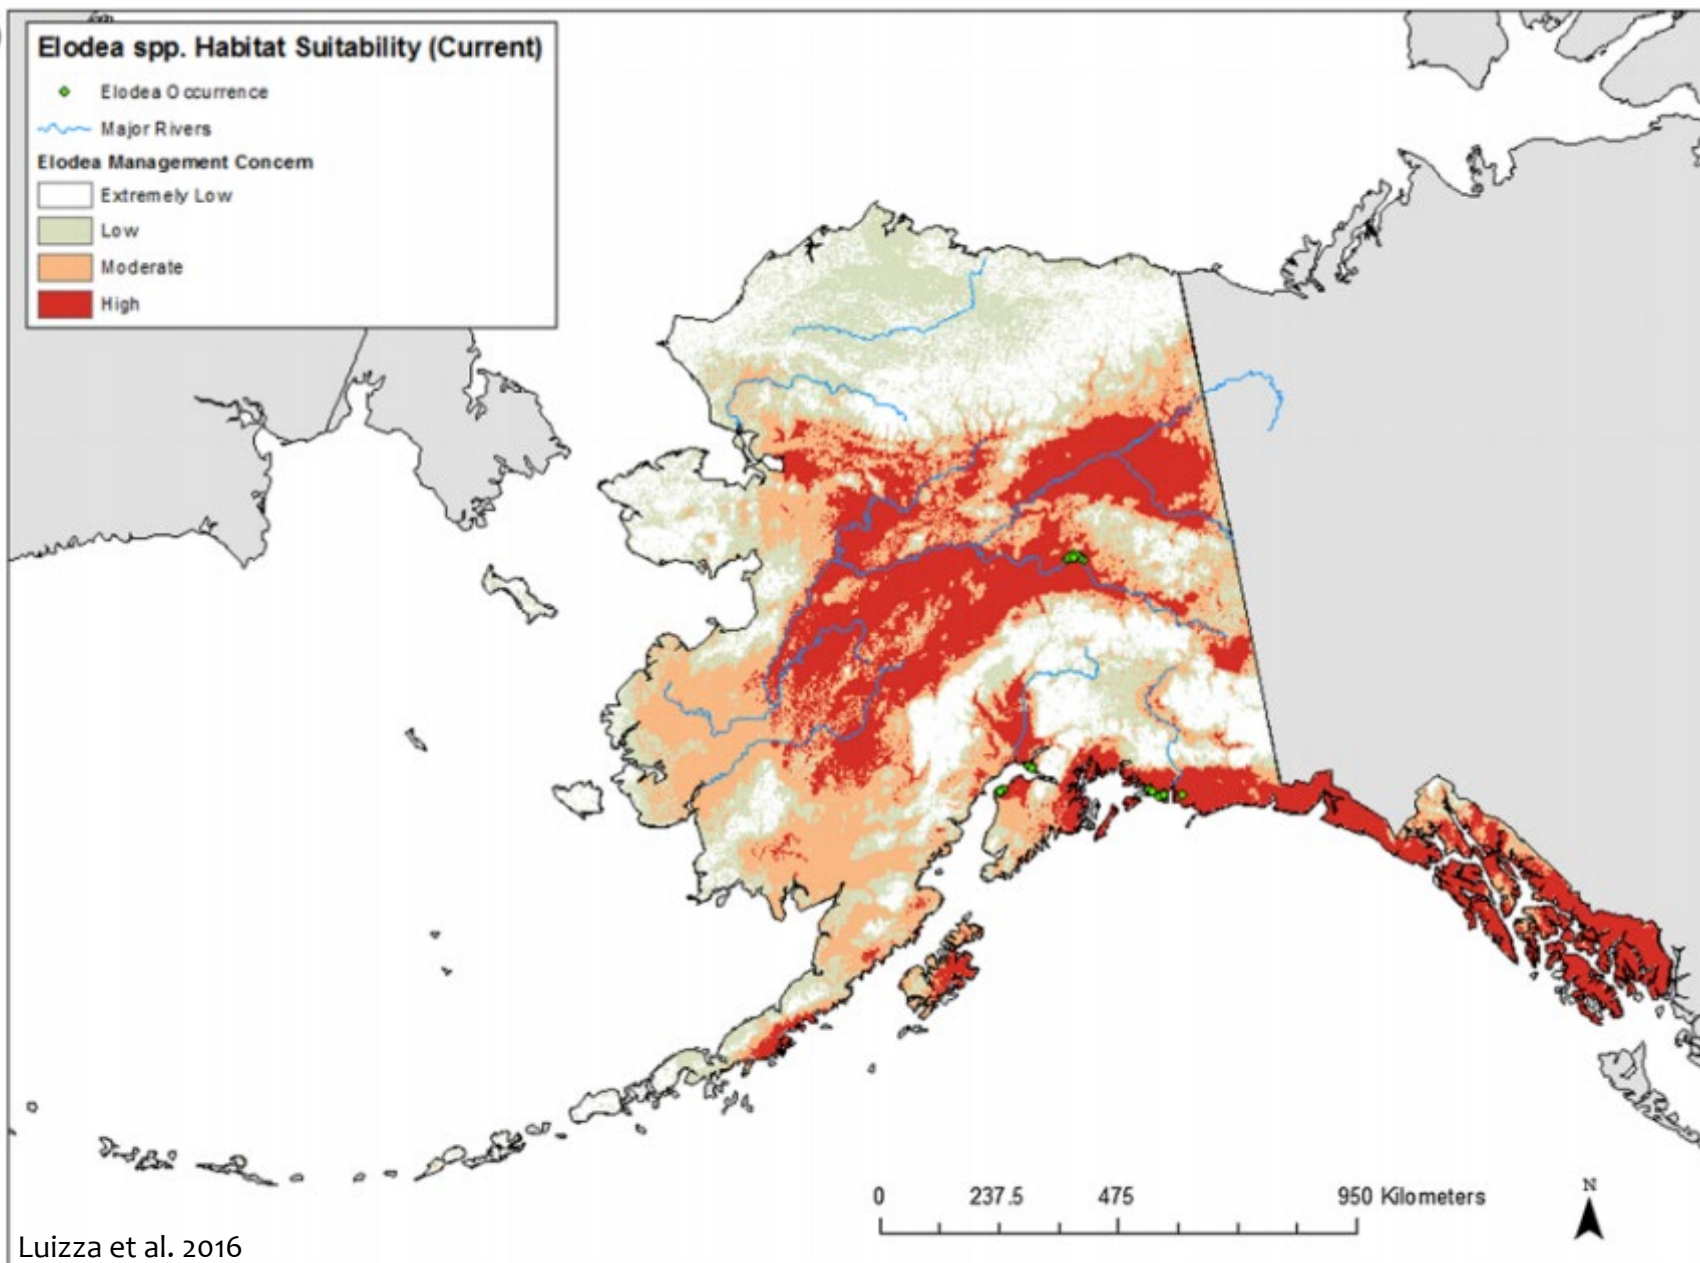 Elodea spp. Habitat Suitability (Current)
Elodea Occurrence
Major Rivers
Elodea Management Concern
Extremely Low
Low
Moderate
High
0 237.5 475 950 Kilometers
N
Luizza et al. 2016